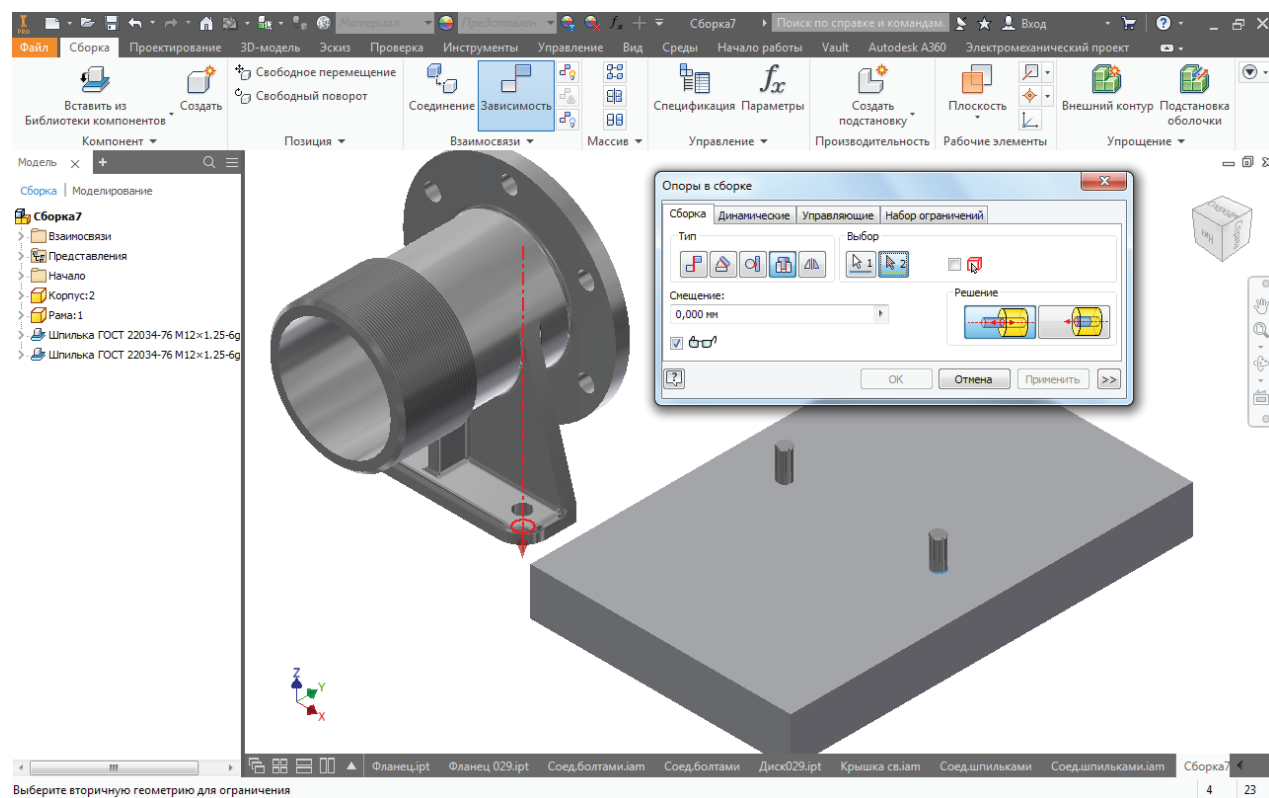 PRO
Материал
Представлен
Сборка7
Поиск по справке и командам.
Вход
Файл Сборка Проектирование 3D-модель Эскиз Проверка Инструменты Управление Вид Среды Начало работы Vault Autodesk A360 Электромеханический проект
Вставить из
Библиотеки компонентов
Создать
Свободное перемещение
Свободный поворот
Соединение Зависимость
Спецификация Параметры
Создать
подстановку
Плоскость
Внешний контур Подстановка
оболочки
Компонент Позиция Взаимосвязи Массив Управление Производительность Рабочие элементы Упрощение
Модель
Сборка Моделирование
Сборка7
Взаимосвязи
Представления
Начало
Корпус:2
Рама:1
Шпилька ГОСТ 22034-76 M12×1.25-6g
Шпилька ГОСТ 22034-76 M12×1.25-6g
Опоры в сборке
Сборка Динамические Управляющие Набор ограничений
Тип Выбор
1 2
Смещение: Решение
0,000 мм
ОК Отмена Применить >>
Z
Y
X
Фланец.ipt Фланец 029.ipt Соед.болтами.iam Соед.болтами Диск029.ipt Крышка св.iam Соед.шпильками Соед.шпильками.iam Сборка7
Выберите вторичную геометрию для ограничения 4 23